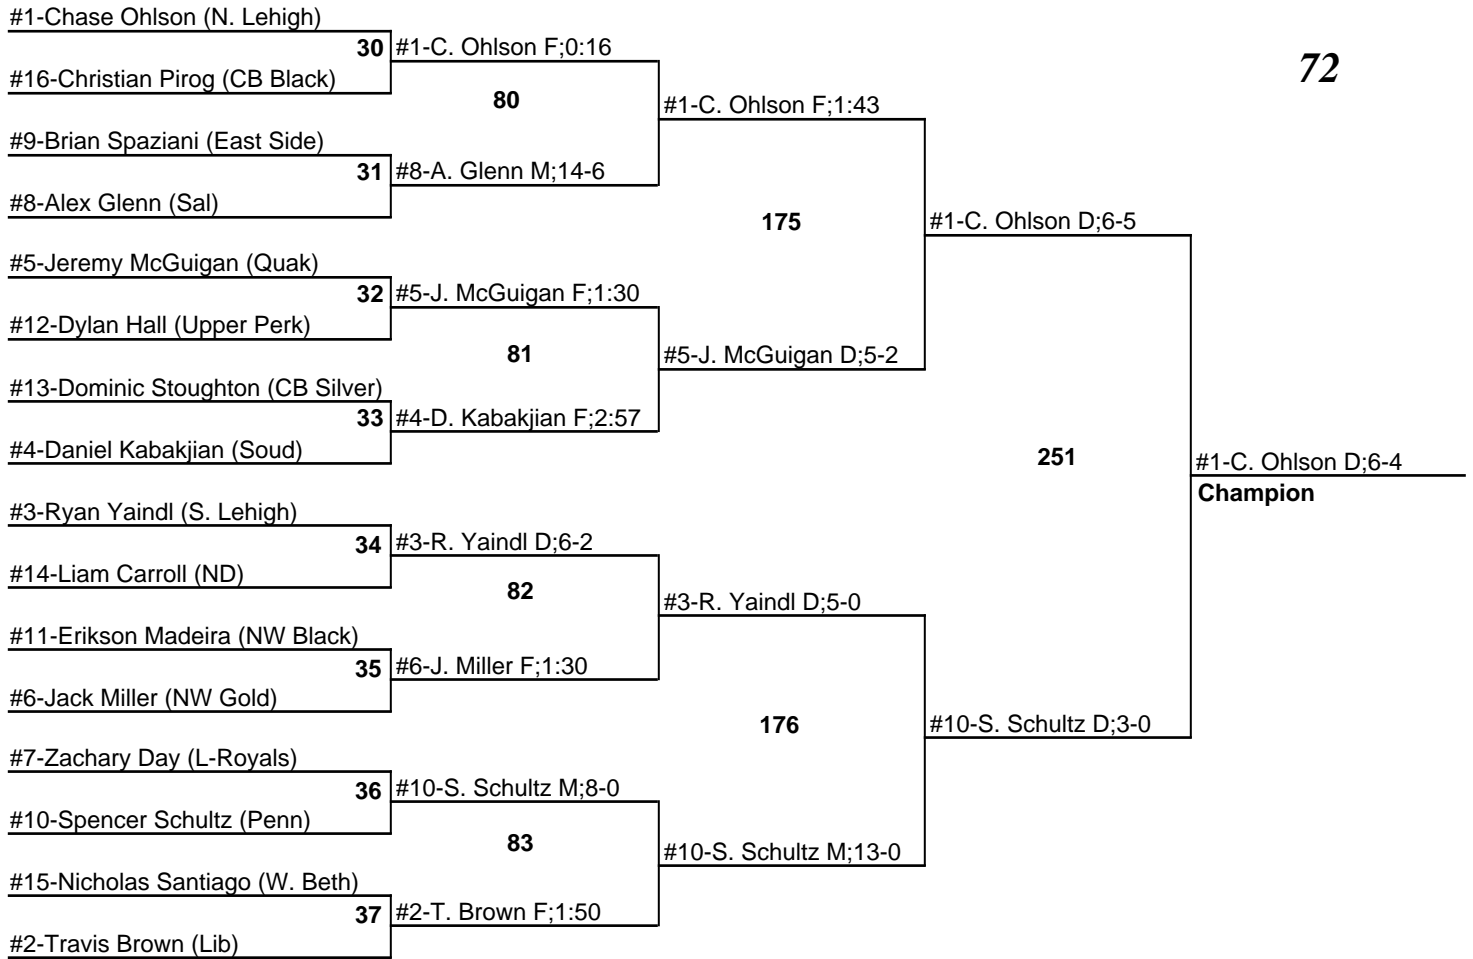 #1-Chase Ohlson (N. Lehigh)
30
#1-C. Ohlson F;0:16
72
#16-Christian Pirog (CB Black)
80
#1-C. Ohlson F;1:43
#9-Brian Spaziani (East Side)
31
#8-A. Glenn M;14-6
#8-Alex Glenn (Sal)
175
#1-C. Ohlson D;6-5
#5-Jeremy McGuigan (Quak)
32
#5-J. McGuigan F;1:30
#12-Dylan Hall (Upper Perk)
81
#5-J. McGuigan D;5-2
#13-Dominic Stoughton (CB Silver)
33
#4-D. Kabakjian F;2:57
#4-Daniel Kabakjian (Soud)
251
#1-C. Ohlson D;6-4
Champion
#3-Ryan Yaindl (S. Lehigh)
34
#3-R. Yaindl D;6-2
#14-Liam Carroll (ND)
82
#3-R. Yaindl D;5-0
#11-Erikson Madeira (NW Black)
35
#6-J. Miller F;1:30
#6-Jack Miller (NW Gold)
176
#10-S. Schultz D;3-0
#7-Zachary Day (L-Royals)
36
#10-S. Schultz M;8-0
#10-Spencer Schultz (Penn)
83
#10-S. Schultz M;13-0
#15-Nicholas Santiago (W. Beth)
37
#2-T. Brown F;1:50
#2-Travis Brown (Lib)